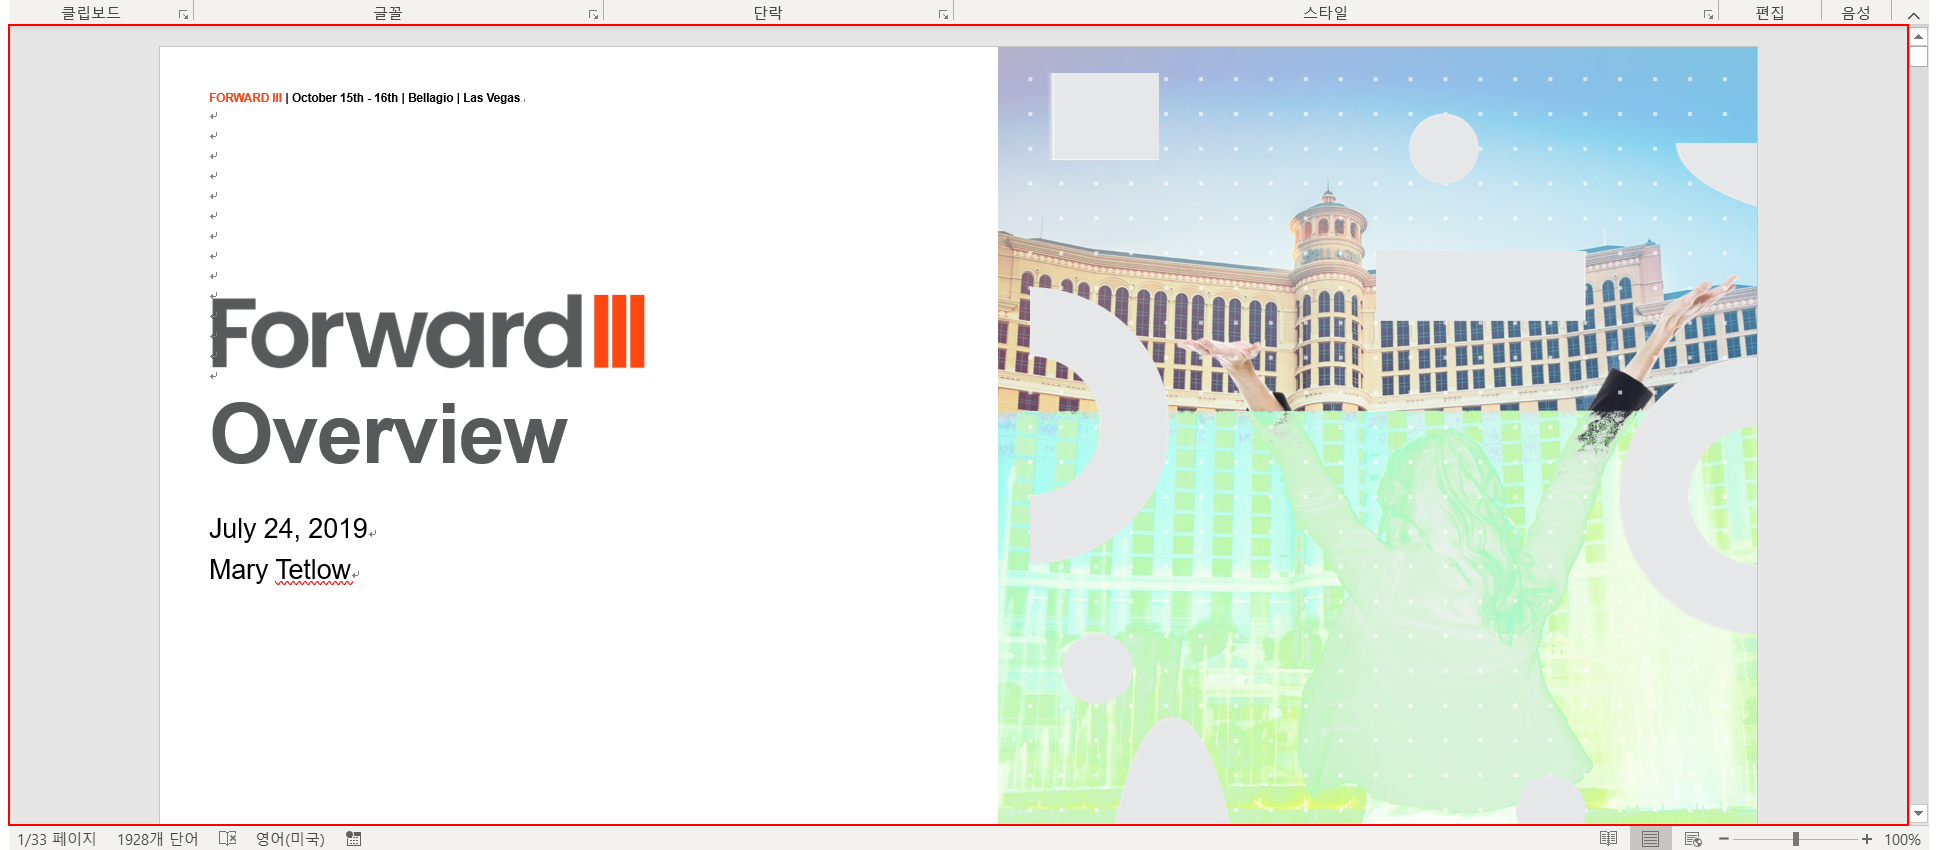 클립보드 글꼴 단락 스타일 편집 음성
FORWARD III | October 15th - 16th | Bellagio | Las Vegas
Forward III
Overview
July 24, 2019
Mary Tetlow
1/33 페이지 1928개 단어 영어(미국) 100%